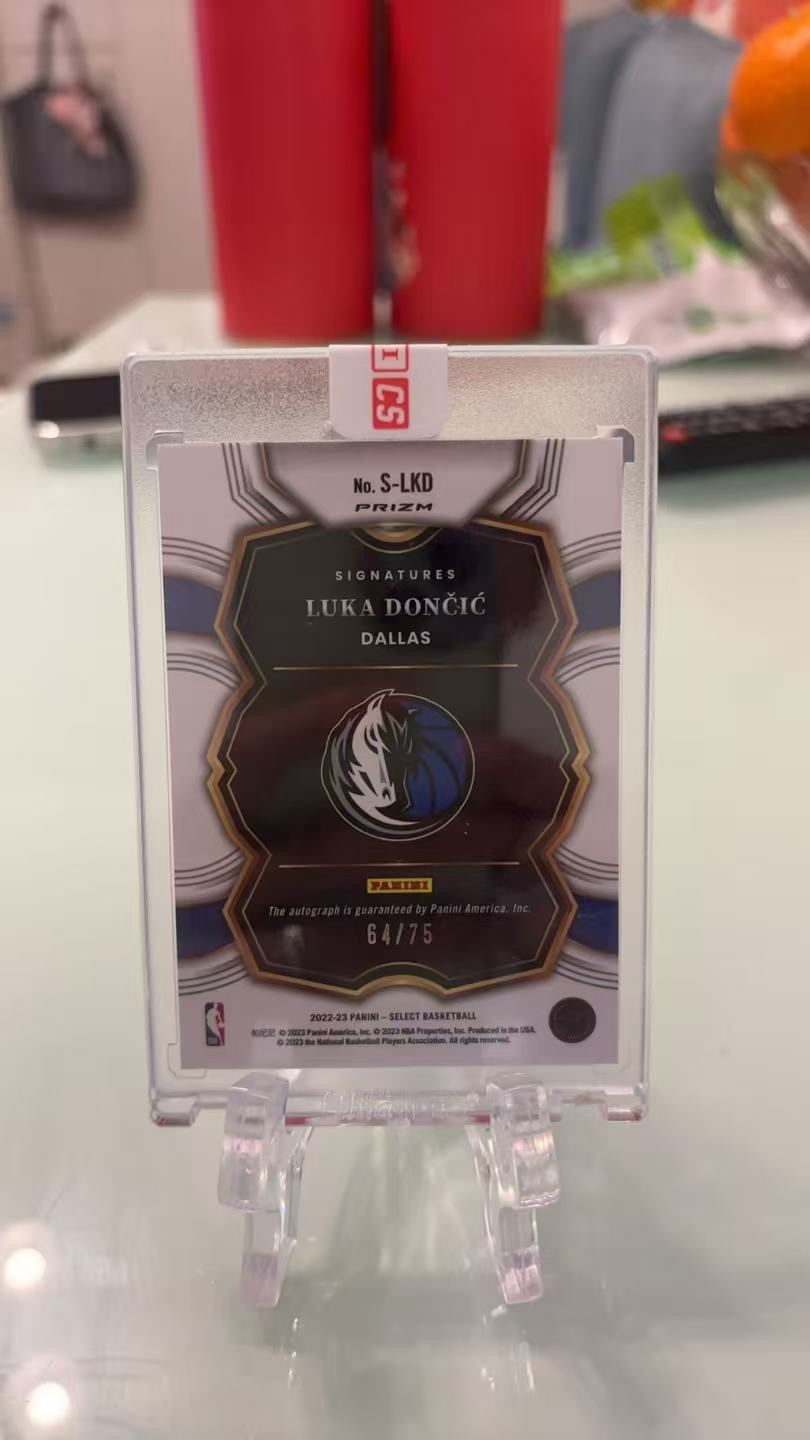 I CS
No. S-LKD
PRIZM
SIGNATURES
LUKA DONČIĆ
DALLAS
PANINI
The autograph is guaranteed by Panini America, Inc.
64/75
2022-23 PANINI – SELECT BASKETBALL
© 2023 Panini America, Inc. © 2023 NBA Properties, Inc. Produced in the USA.
© 2023 the National Basketball Players Association. All rights reserved.